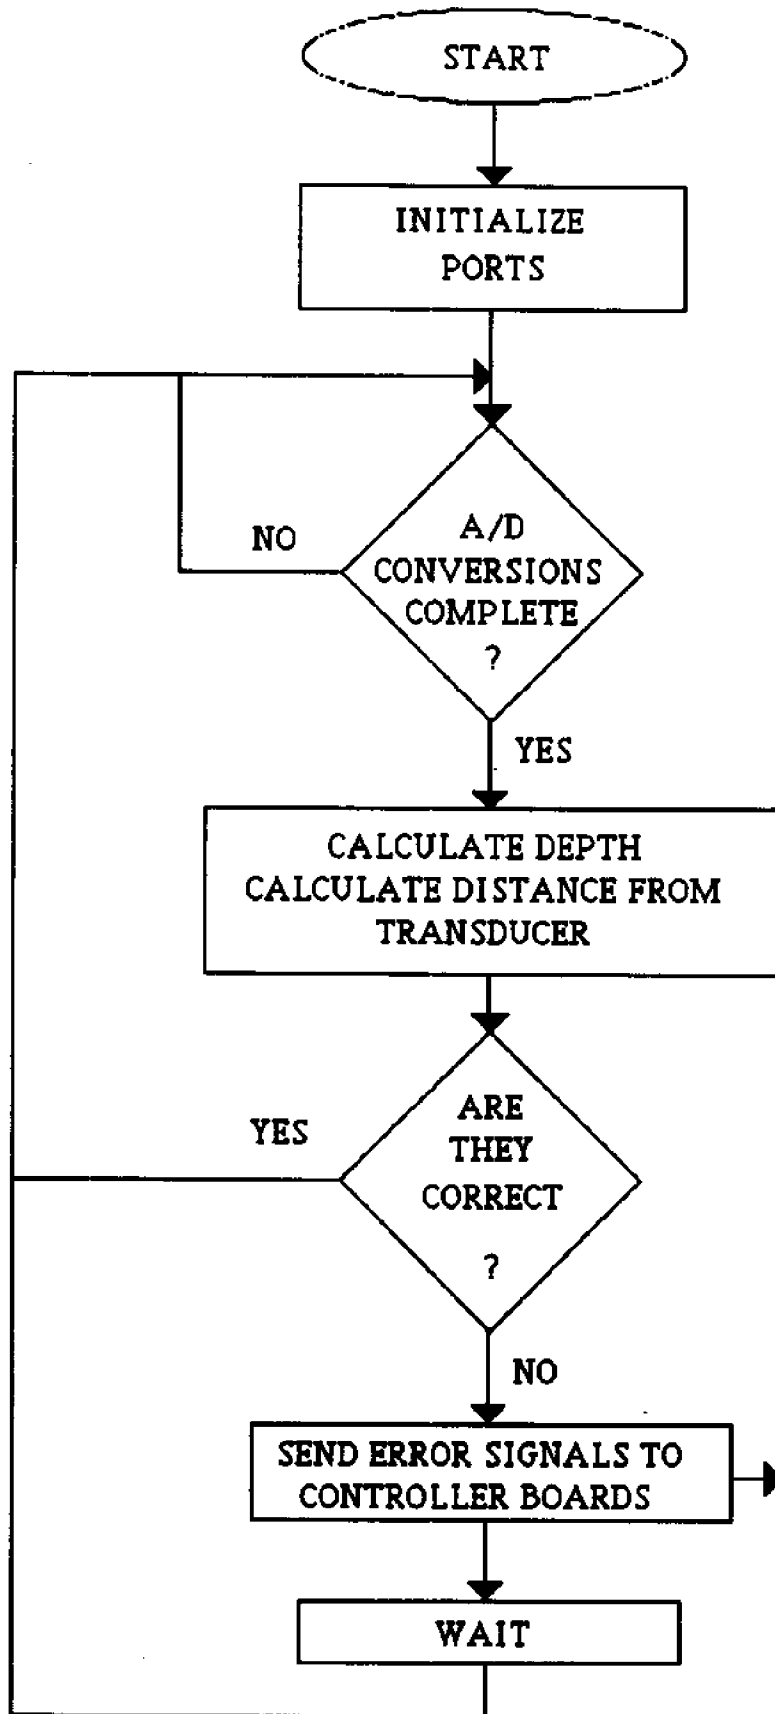 START
INITIALIZE
PORTS
NO
A/D
CONVERSIONS
COMPLETE
?
YES
CALCULATE DEPTH
CALCULATE DISTANCE FROM
TRANSDUCER
YES
ARE
THEY
CORRECT
?
NO
SEND ERROR SIGNALS TO
CONTROLLER BOARDS
WAIT